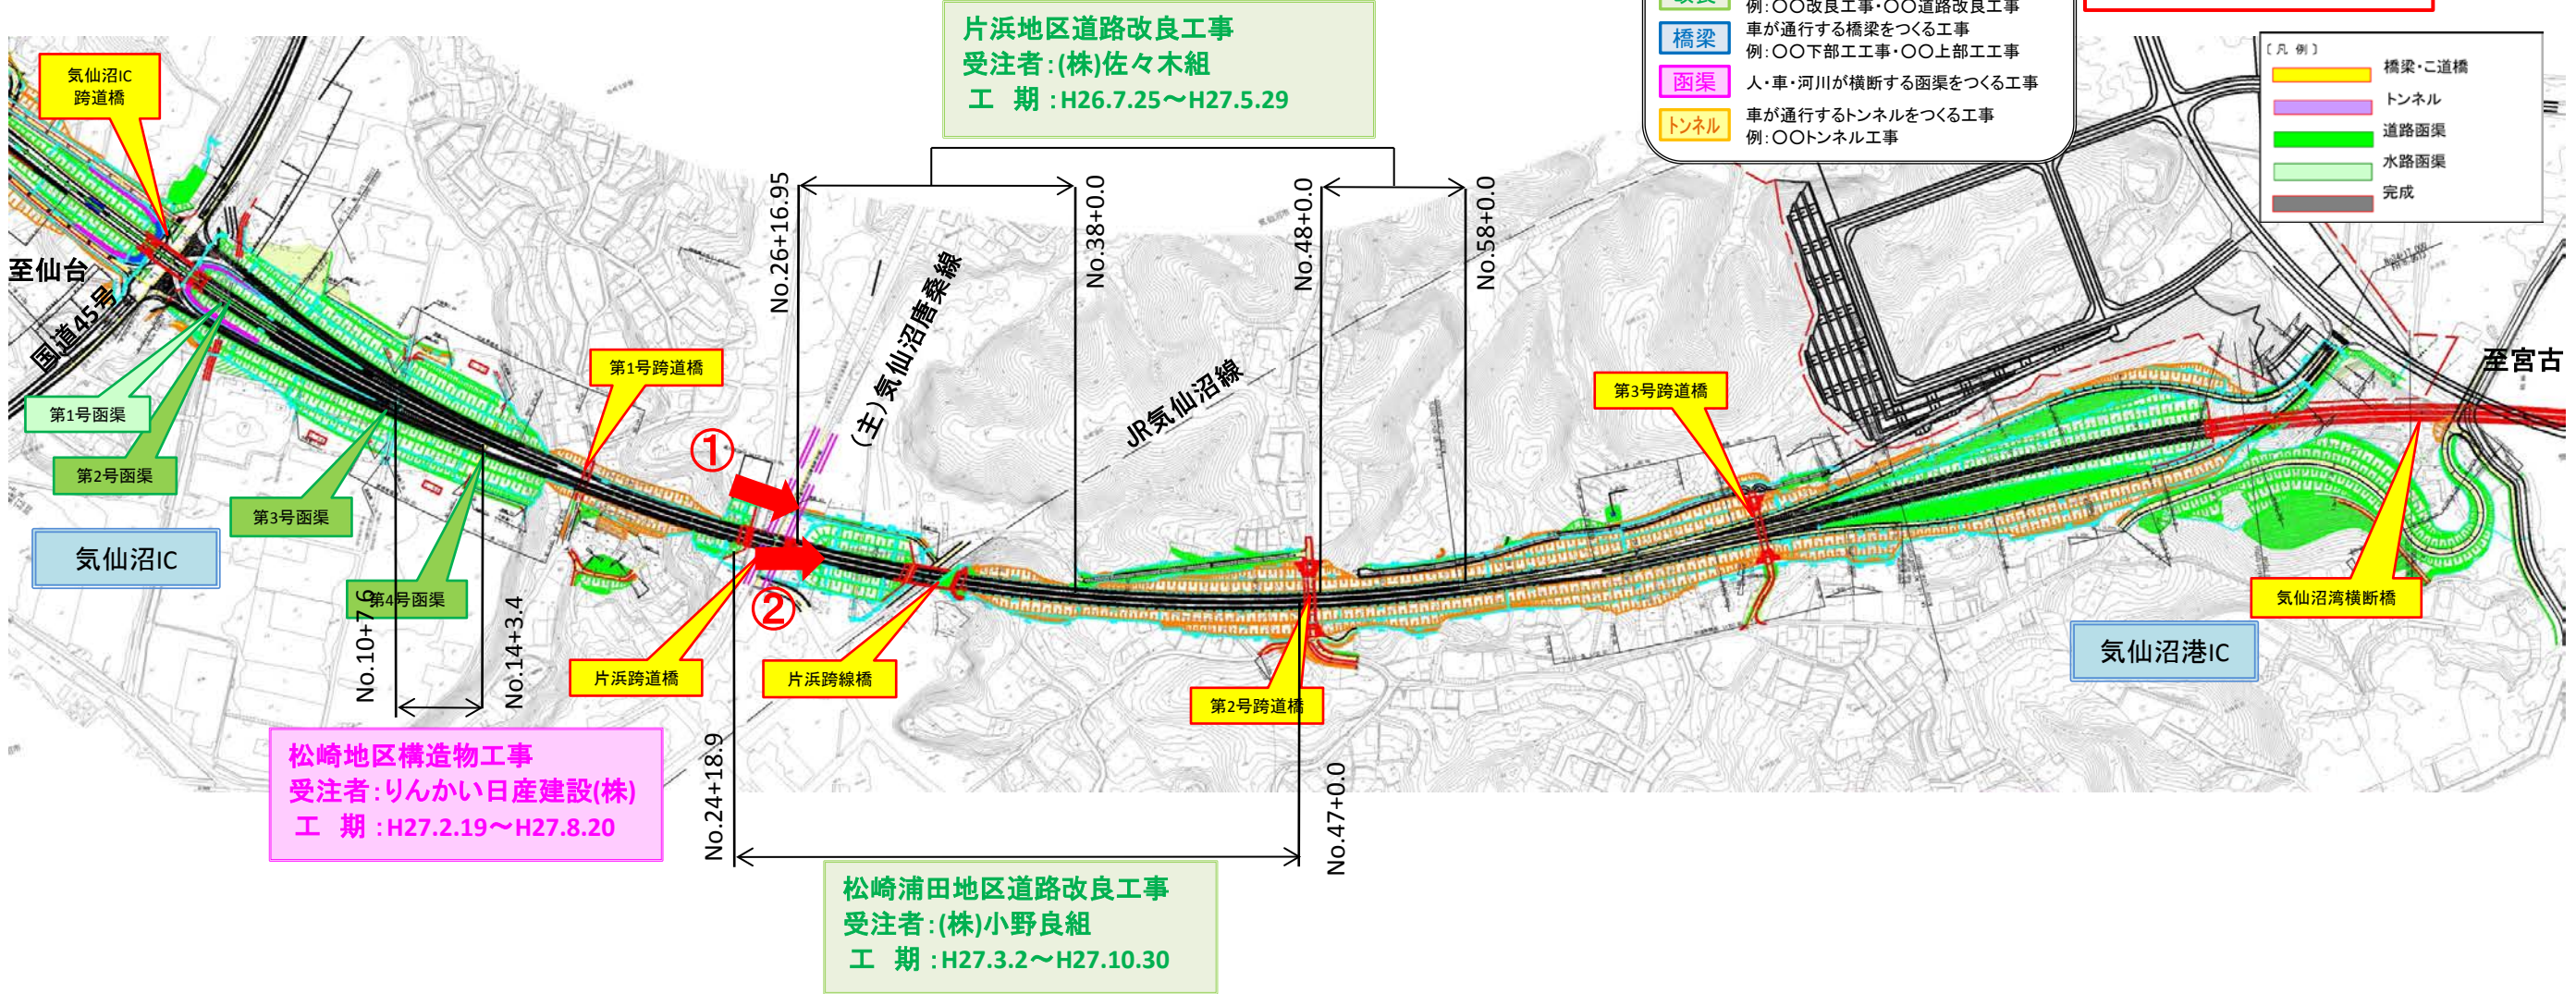 片浜地区道路改良工事
受注者:(株)佐々木組
工 期:H26.7.25～H27.5.29
改良
例:〇〇改良工事・〇〇道路改良工事
橋梁
車が通行する橋梁をつくる工事
例:〇〇下部工工事・〇〇上部工工事
函渠
人・車・河川が横断する函渠をつくる工事
トンネル
車が通行するトンネルをつくる工事
例:〇〇トンネル工事
〔凡 例〕
橋梁・こ道橋
トンネル
道路函渠
水路函渠
完成
気仙沼IC
跨道橋
至仙台
国道45号
第1号函渠
第2号函渠
第3号函渠
第4号函渠
気仙沼IC
第1号跨道橋
①
②
片浜跨道橋
片浜跨線橋
(主)気仙沼唐桑線
JR気仙沼線
第2号跨道橋
第3号跨道橋
気仙沼湾横断橋
気仙沼港IC
至宮古
No.26+16.95
No.38+0.0
No.48+0.0
No.58+0.0
No.10+7.6
No.14+3.4
No.24+18.9
No.47+0.0
松崎地区構造物工事
受注者:りんかい日産建設(株)
工 期:H27.2.19～H27.8.20
松崎浦田地区道路改良工事
受注者:(株)小野良組
工 期:H27.3.2～H27.10.30